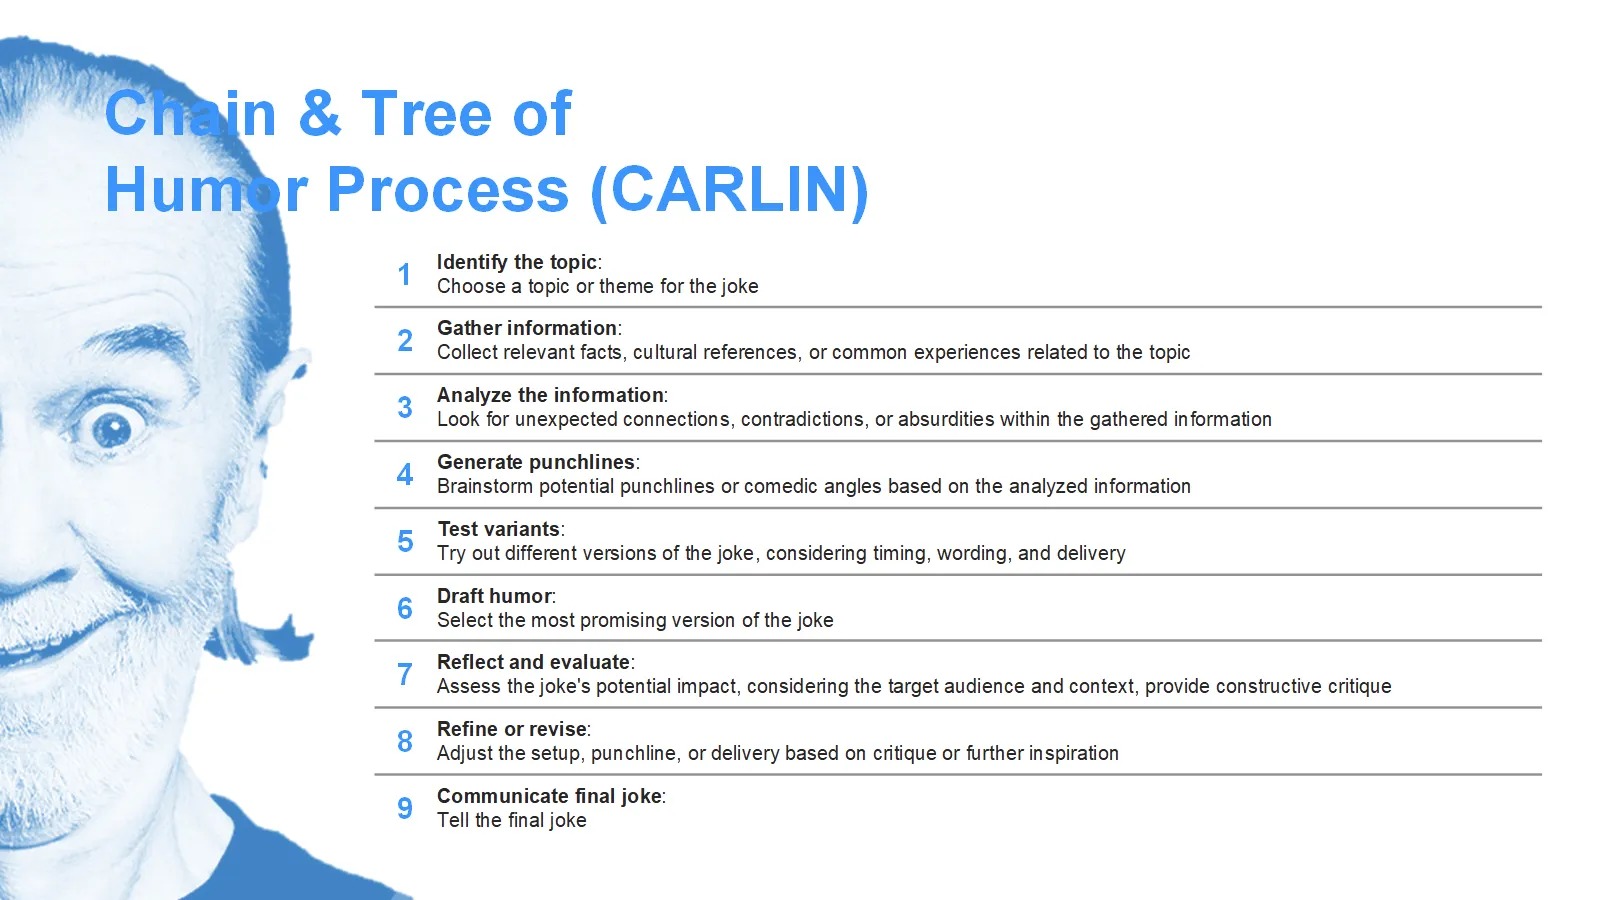 Chain & Tree of
Humor Process (CARLIN)
1
Identify the topic:
Choose a topic or theme for the joke
2
Gather information:
Collect relevant facts, cultural references, or common experiences related to the topic
3
Analyze the information:
Look for unexpected connections, contradictions, or absurdities within the gathered information
4
Generate punchlines:
Brainstorm potential punchlines or comedic angles based on the analyzed information
5
Test variants:
Try out different versions of the joke, considering timing, wording, and delivery
6
Draft humor:
Select the most promising version of the joke
7
Reflect and evaluate:
Assess the joke's potential impact, considering the target audience and context, provide constructive critique
8
Refine or revise:
Adjust the setup, punchline, or delivery based on critique or further inspiration
9
Communicate final joke:
Tell the final joke